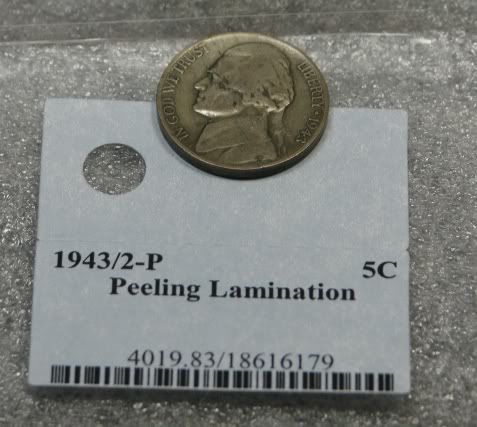 IN GOD WE TRUST
LIBERTY 1943
1943/2-P 5C
Peeling Lamination
4019.83/18616179